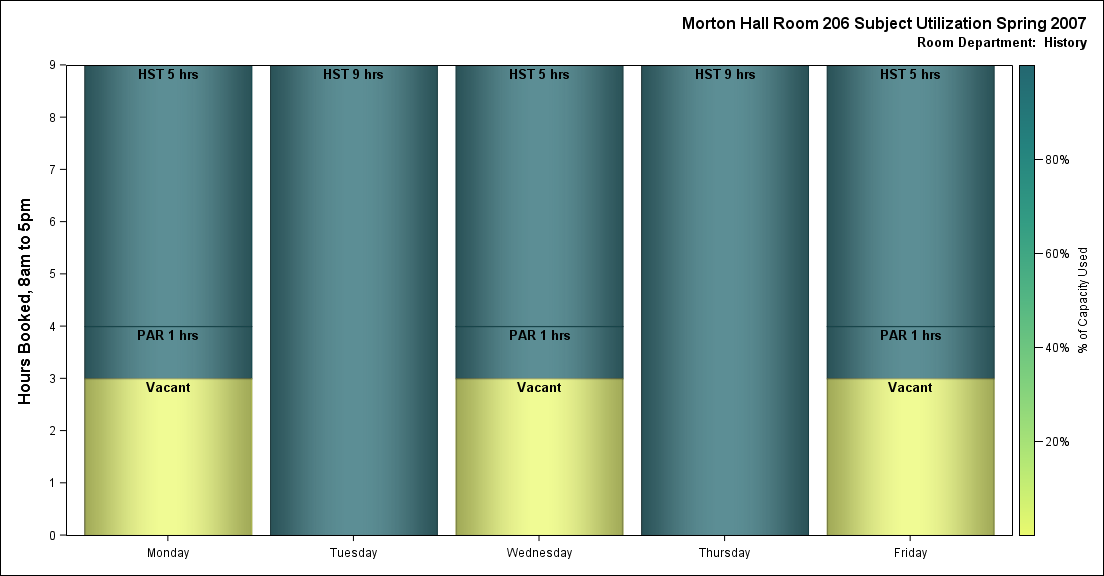 Morton Hall Room 206 Subject Utilization Spring 2007
Room Department:  History
Hours Booked, 8am to 5pm
9
8
7
6
5
4
3
2
1
0
HST 5 hrs
PAR 1 hrs
Vacant
HST 9 hrs
HST 5 hrs
PAR 1 hrs
Vacant
HST 9 hrs
HST 5 hrs
PAR 1 hrs
Vacant
Monday
Tuesday
Wednesday
Thursday
Friday
80%
60%
40%
20%
% of Capacity Used